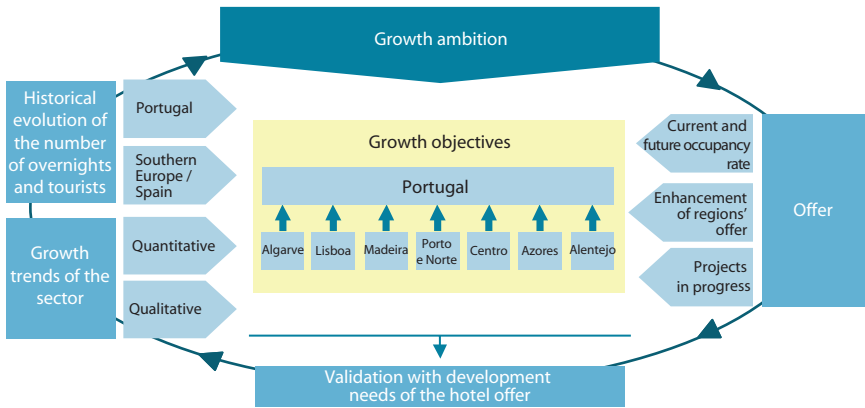 Growth ambition
Historical
evolution of
the number
of overnights
and tourists
Portugal
Southern
Europe /
Spain
Growth
trends of the
sector
Quantitative
Qualitative
Growth objectives
Portugal
Algarve
Lisboa
Madeira
Porto
e Norte
Centro
Azores
Alentejo
Current and
future occupancy
rate
Enhancement
of regions'
offer
Projects
in progress
Offer
Validation with development
needs of the hotel offer